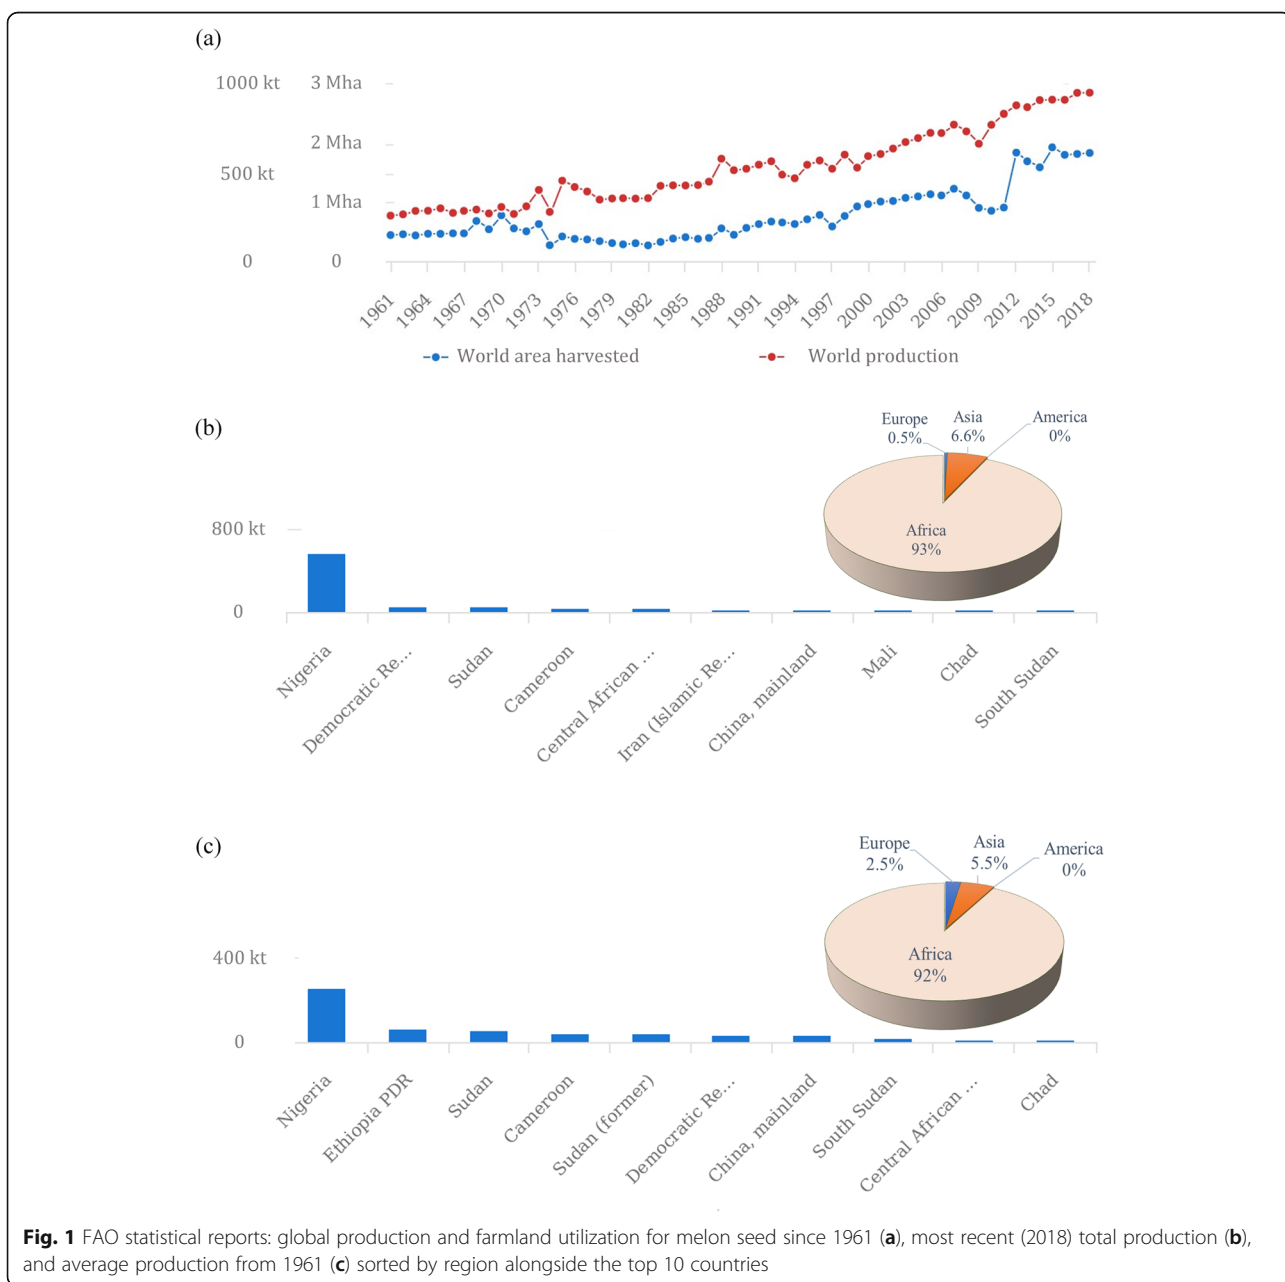 (a)
1000 kt 3 Mha
2 Mha
500 kt
1 Mha
0 0
1961 1964 1967 1970 1973 1976 1979 1982 1985 1988 1991 1994 1997 2000 2003 2006 2009 2012 2015 2018
World area harvested World production
(b)
Europe Asia America
0.5% 6.6% 0%
Africa
93%
800 kt
0
Nigeria Democratic Re... Sudan Cameroon Central African ... Iran (Islamic Re... China, mainland Mali Chad South Sudan
(c)
Europe Asia America
2.5% 5.5% 0%
Africa
92%
400 kt
0
Nigeria Ethiopia PDR Sudan Cameroon Sudan (former) Democratic Re... China, mainland South Sudan Central African ... Chad
Fig. 1 FAO statistical reports: global production and farmland utilization for melon seed since 1961 (a), most recent (2018) total production (b),
and average production from 1961 (c) sorted by region alongside the top 10 countries